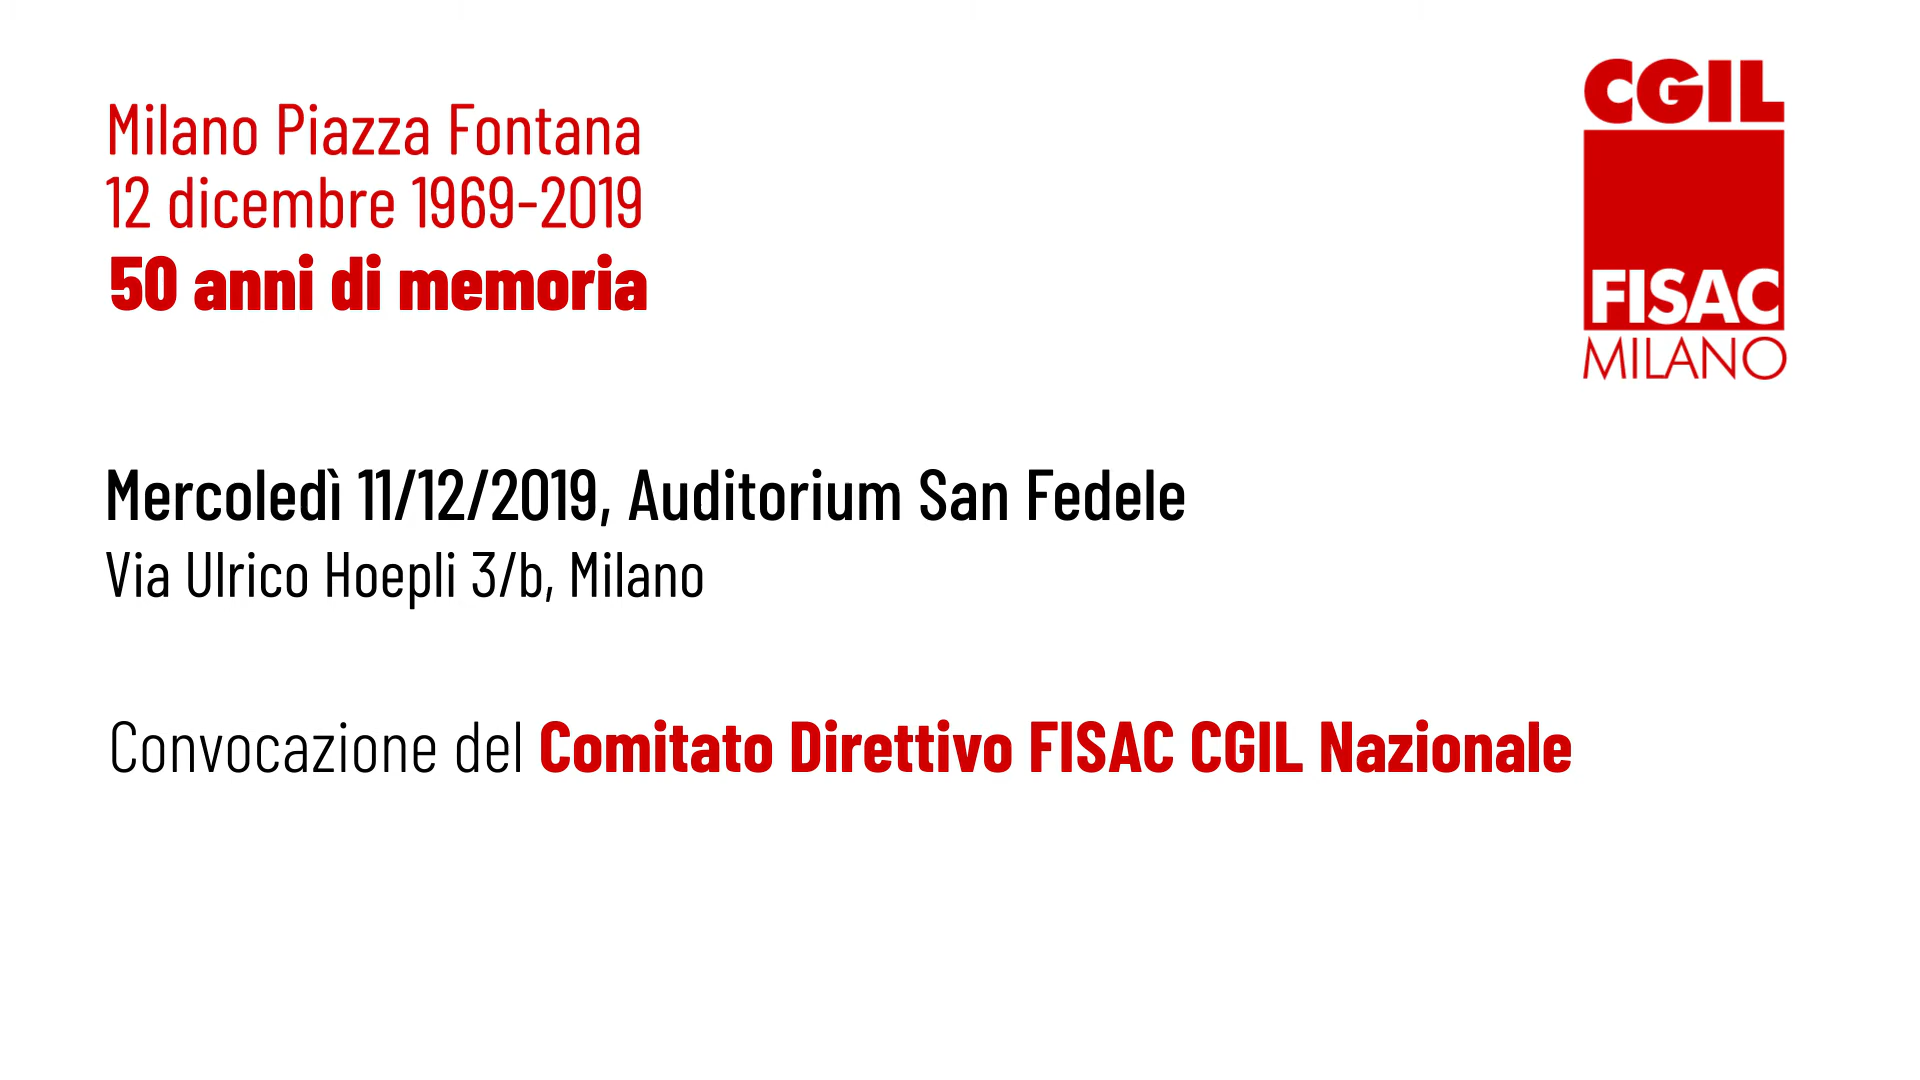 Milano Piazza Fontana
12 dicembre 1969-2019
50 anni di memoria
CGIL
FISAC
MILANO
Mercoledì 11/12/2019, Auditorium San Fedele
Via Ulrico Hoepli 3/b, Milano
Convocazione del Comitato Direttivo FISAC CGIL Nazionale